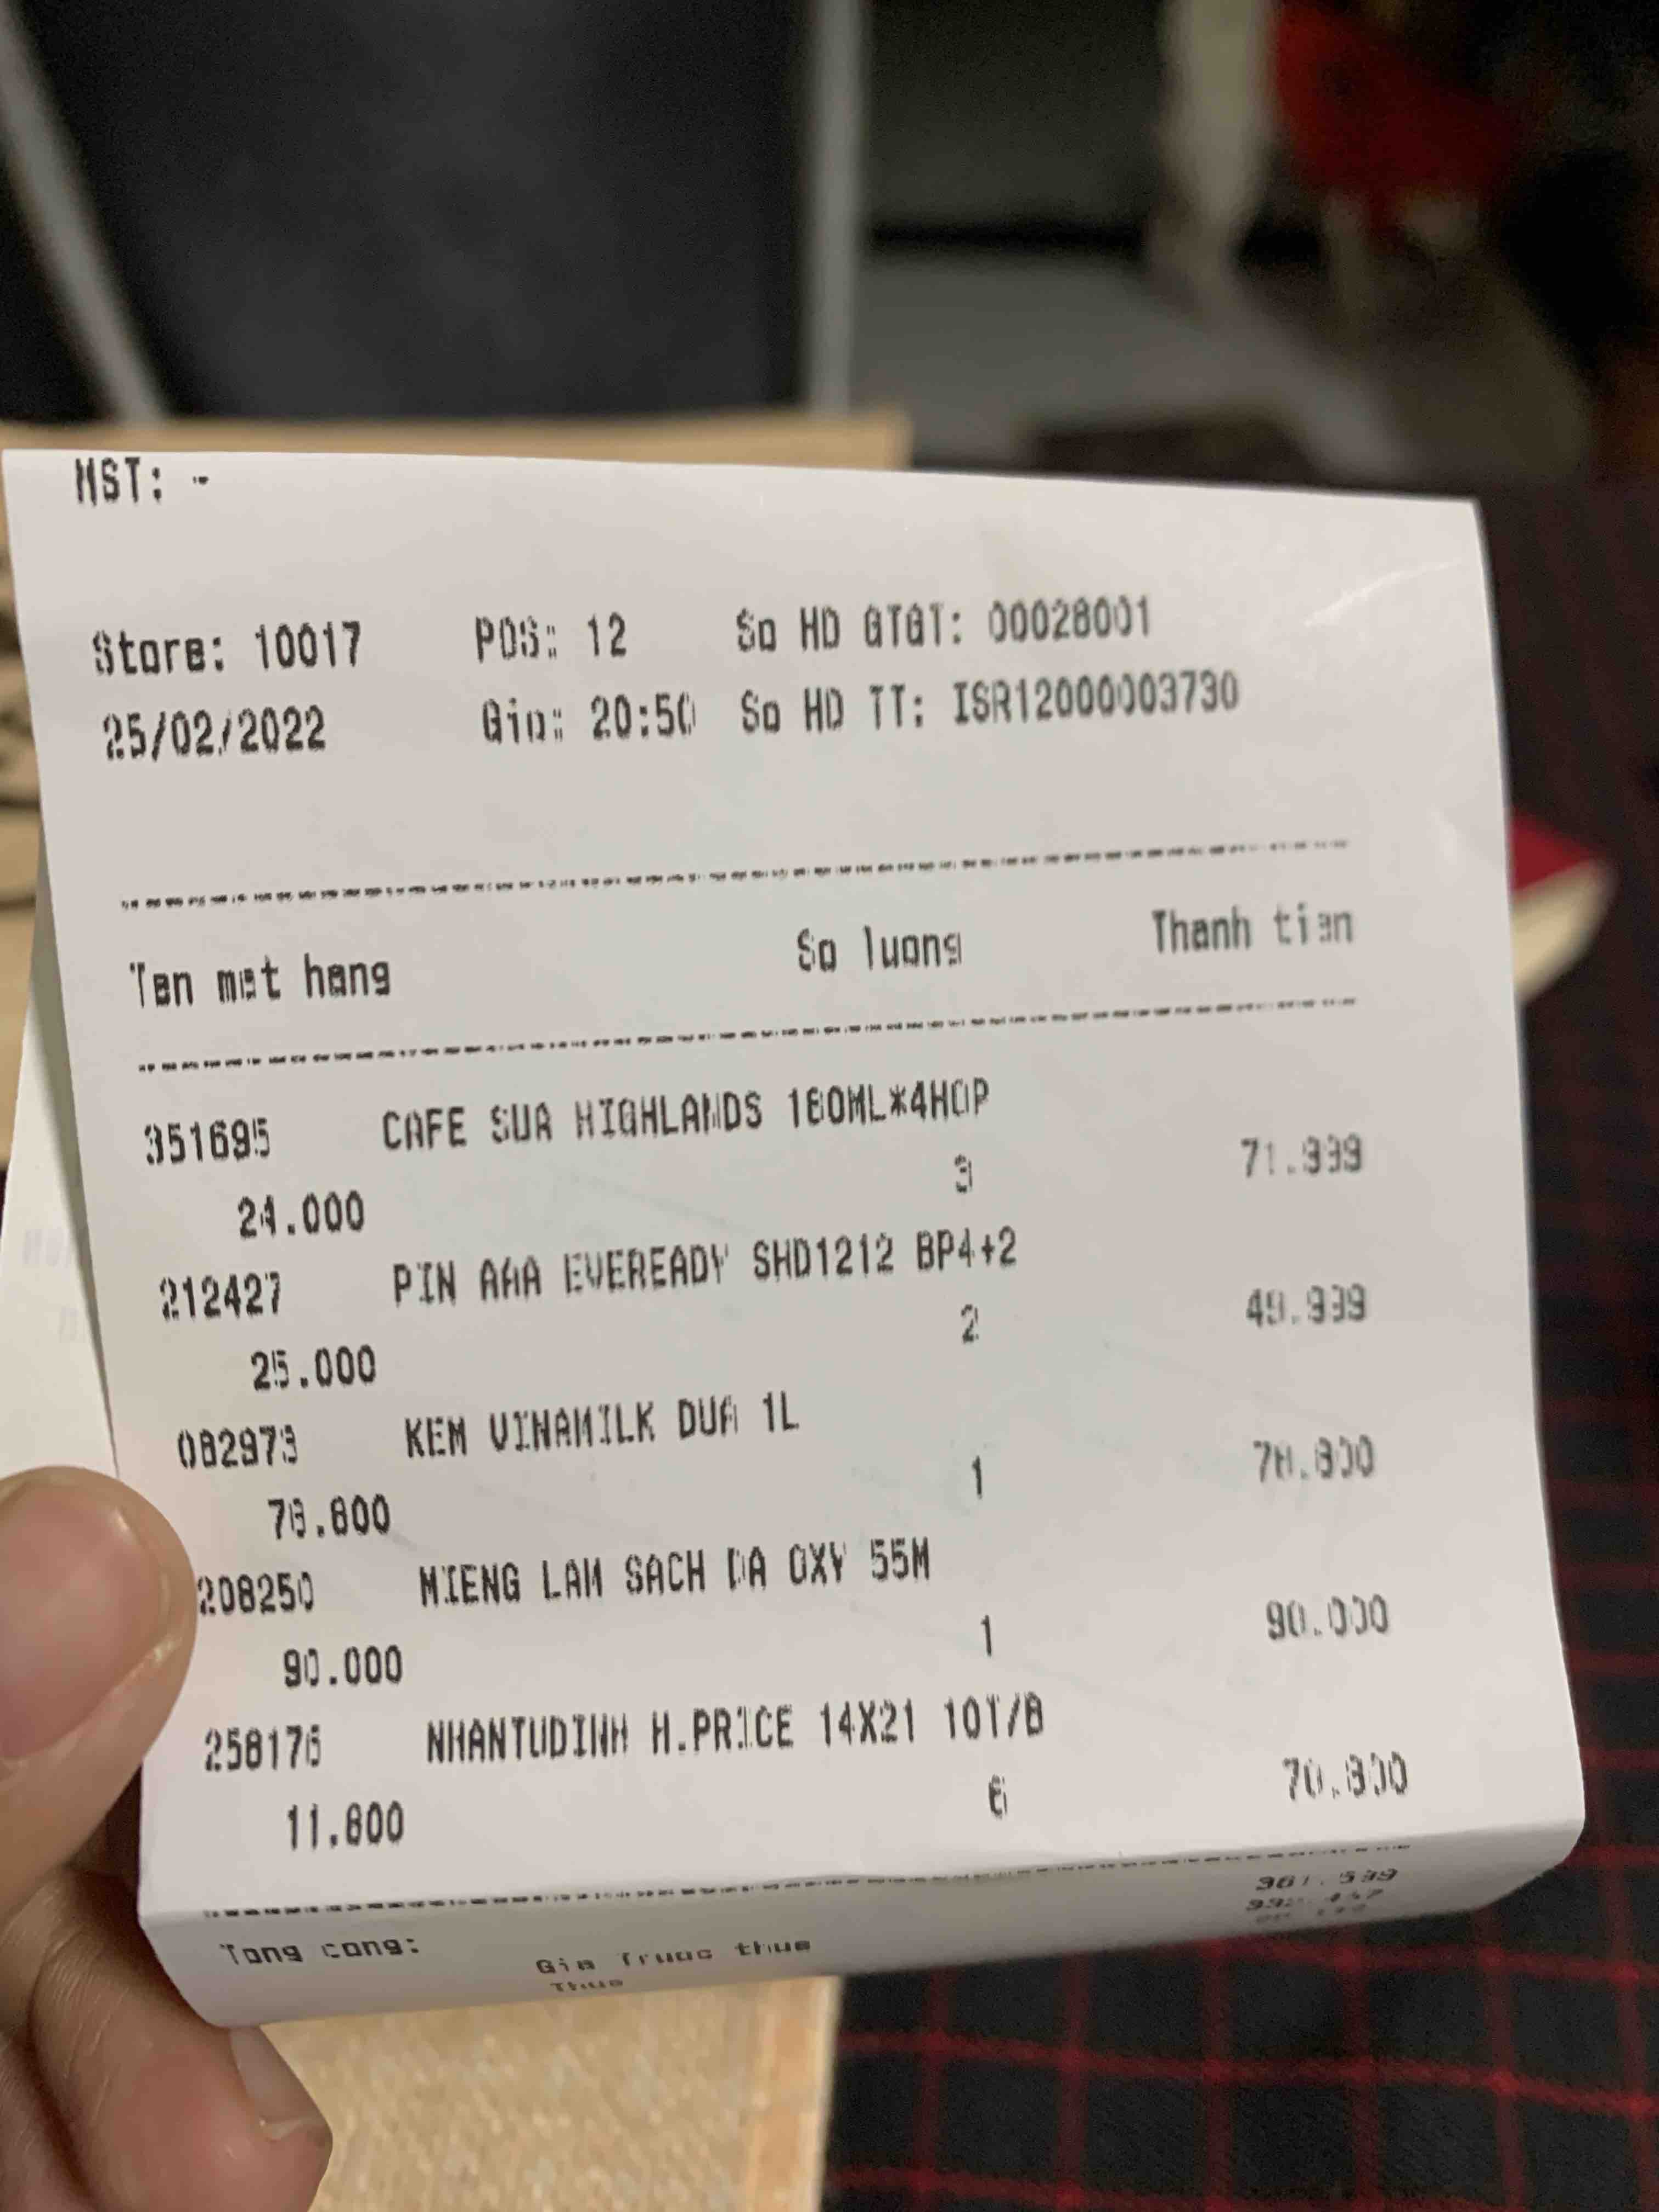 MST: -
Store: 10017 POS: 12 So HD GTGT: 00028001
25/02/2022 Gio: 20:50 So HD TT: ISR12000003730
Ten mat hang So luong Thanh tien
351695 CAFE SUA HIGHLANDS 180ML*4HOP
24.000 3 71.999
212427 PIN AAA EVEREADY SHD1212 BP4+2
25.000 2 49.999
082973 KEM VINAMILK DUA 1L
78.800 1 78.800
208250 MIENG LAM SACH DA OXY 55M
90.000 1 90.000
258176 NHANTUDINH H.PRICE 14X21 10T/B
11.800 6 70.800
Tong cong: 361.599
Gia Truoc thue
Thue